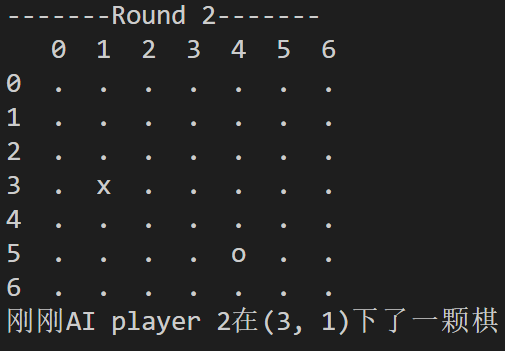 -------Round 2-------
   0  1  2  3  4  5  6
0  .  .  .  .  .  .  .
1  .  .  .  .  .  .  .
2  .  .  .  .  .  .  .
3  .  x  .  .  .  .  .
4  .  .  .  .  .  .  .
5  .  .  .  .  o  .  .
6  .  .  .  .  .  .  .
刚刚AI player 2在(3, 1)下了一颗棋